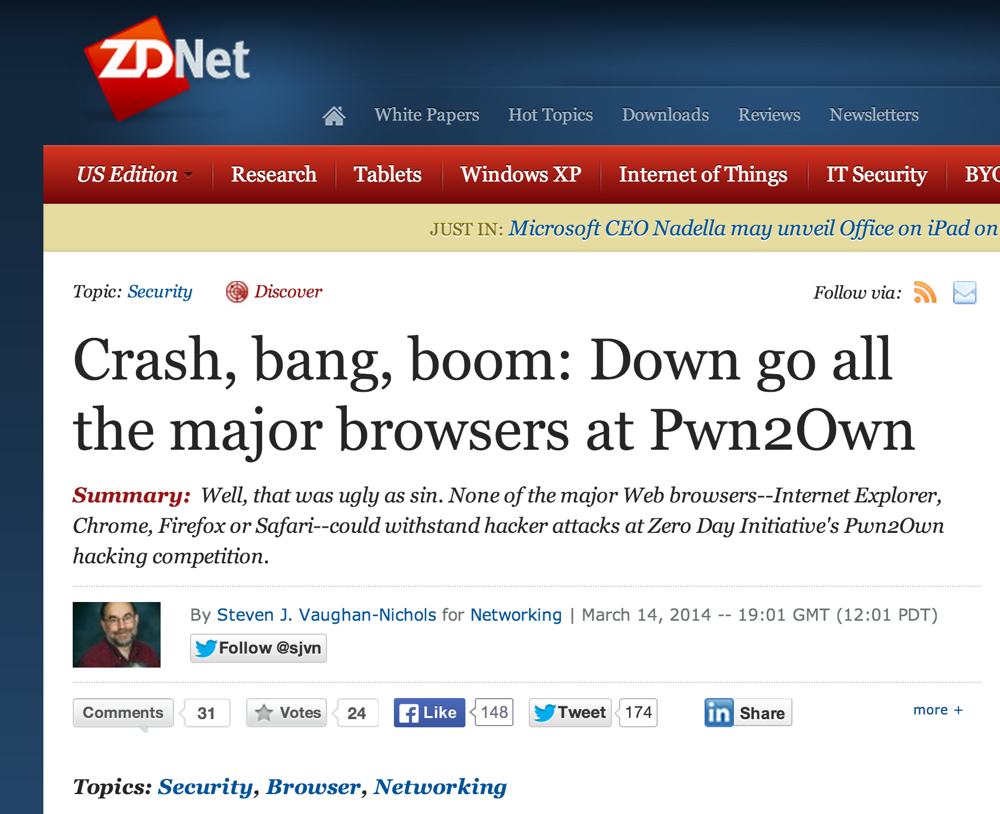 ZDNet
White Papers Hot Topics Downloads Reviews Newsletters
US Edition Research Tablets Windows XP Internet of Things IT Security
JUST IN: Microsoft CEO Nadella may unveil Office on iPad on
Topic: Security Discover Follow via:
Crash, bang, boom: Down go all
the major browsers at Pwn2Own
Summary: Well, that was ugly as sin. None of the major Web browsers--Internet Explorer,
Chrome, Firefox or Safari--could withstand hacker attacks at Zero Day Initiative's Pwn2Own
hacking competition.
By Steven J. Vaughan-Nichols for Networking | March 14, 2014 -- 19:01 GMT (12:01 PDT)
Follow @sjvn
Comments 31 Votes 24 Like 148 Tweet 174 in Share more +
Topics: Security, Browser, Networking